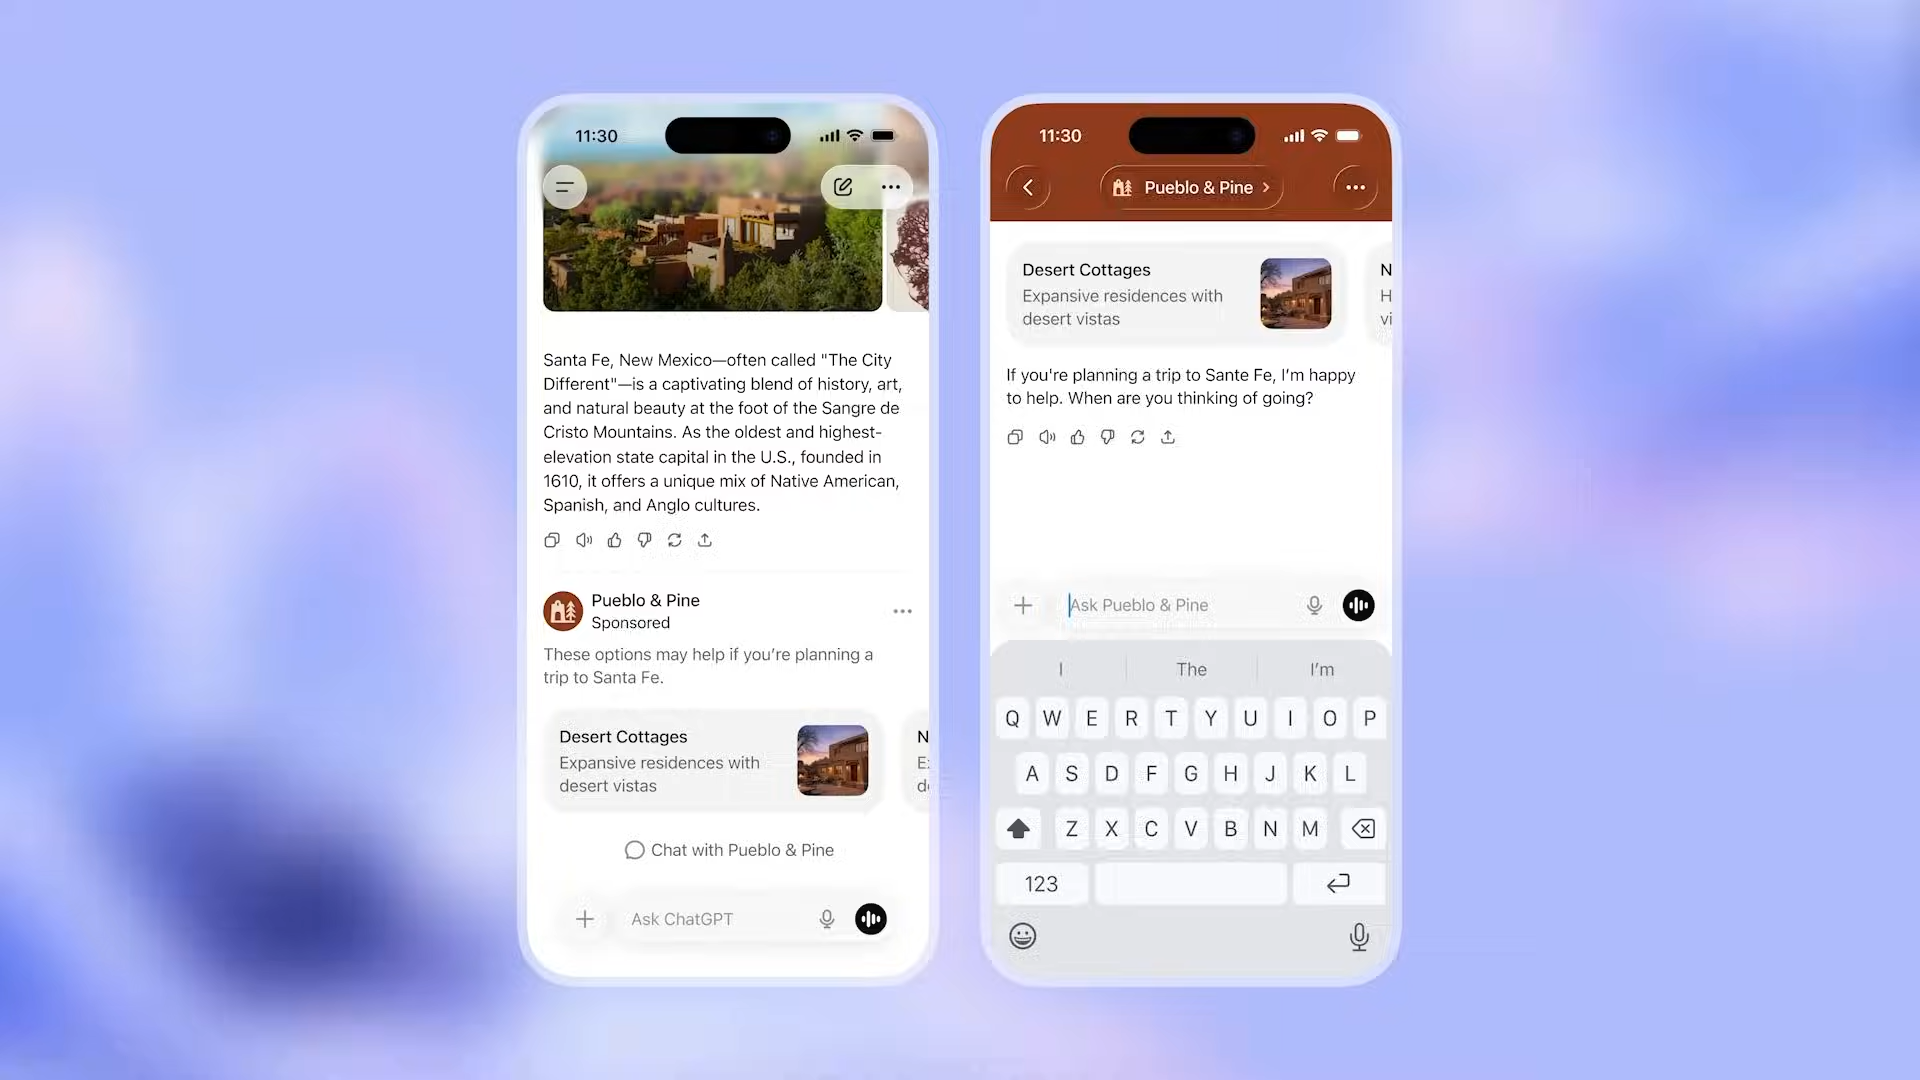 11:30
Santa Fe, New Mexico—often called "The City
Different"—is a captivating blend of history, art,
and natural beauty at the foot of the Sangre de
Cristo Mountains. As the oldest and highest-
elevation state capital in the U.S., founded in
1610, it offers a unique mix of Native American,
Spanish, and Anglo cultures.
Pueblo & Pine
Sponsored
These options may help if you're planning a
trip to Santa Fe.
Desert Cottages
Expansive residences with
desert vistas
N
E
d
Chat with Pueblo & Pine
Ask ChatGPT
11:30
Pueblo & Pine
Desert Cottages
Expansive residences with
desert vistas
N
H
vi
If you're planning a trip to Sante Fe, I'm happy
to help. When are you thinking of going?
Ask Pueblo & Pine
I The I'm
Q W E R T Y U I O P
A S D F G H J K L
Z X C V B N M
123